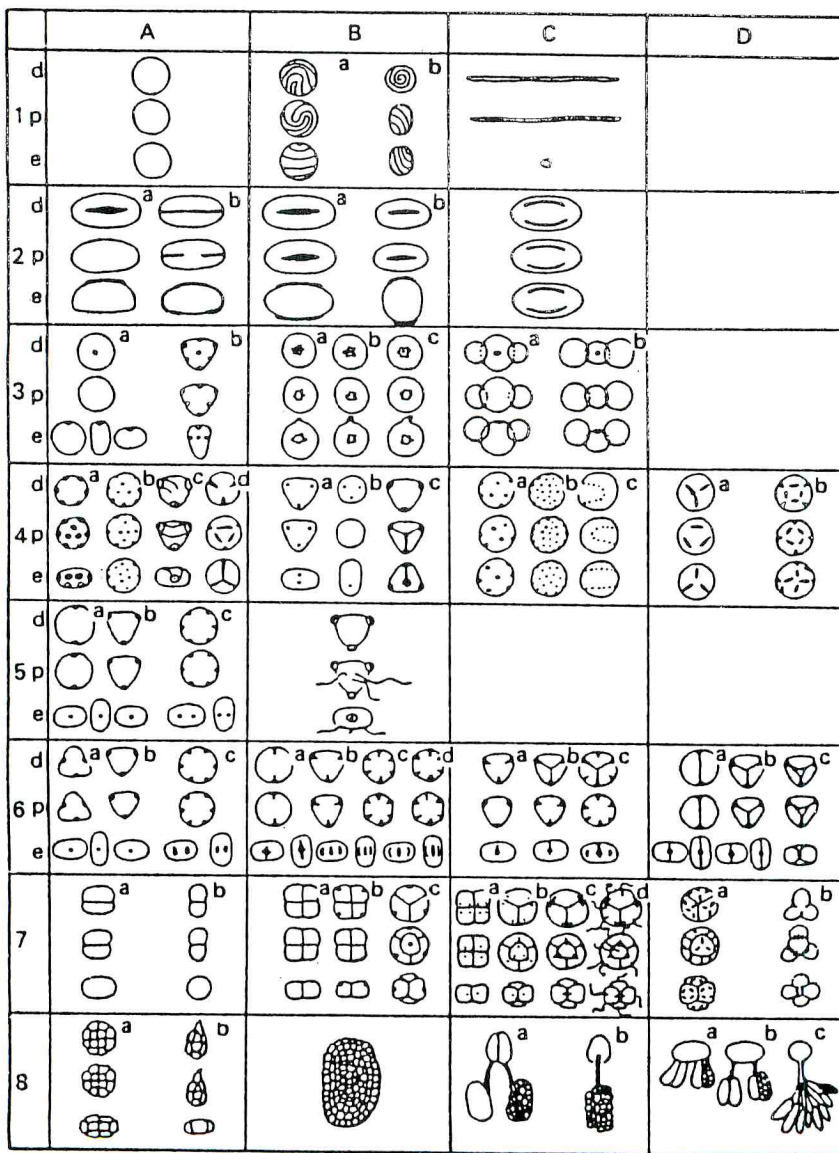 A B C D
d a b
1 p
e
d a b a b
2 p
e
d a b a b c a b
3 p
e
d a b c d a b c a b c a b
4 p
e
d a b c
5 p
e
d a b c a b c d a b c a b c
6 p
e
a b a b c a b c d a b
7
a b a b a b c
8